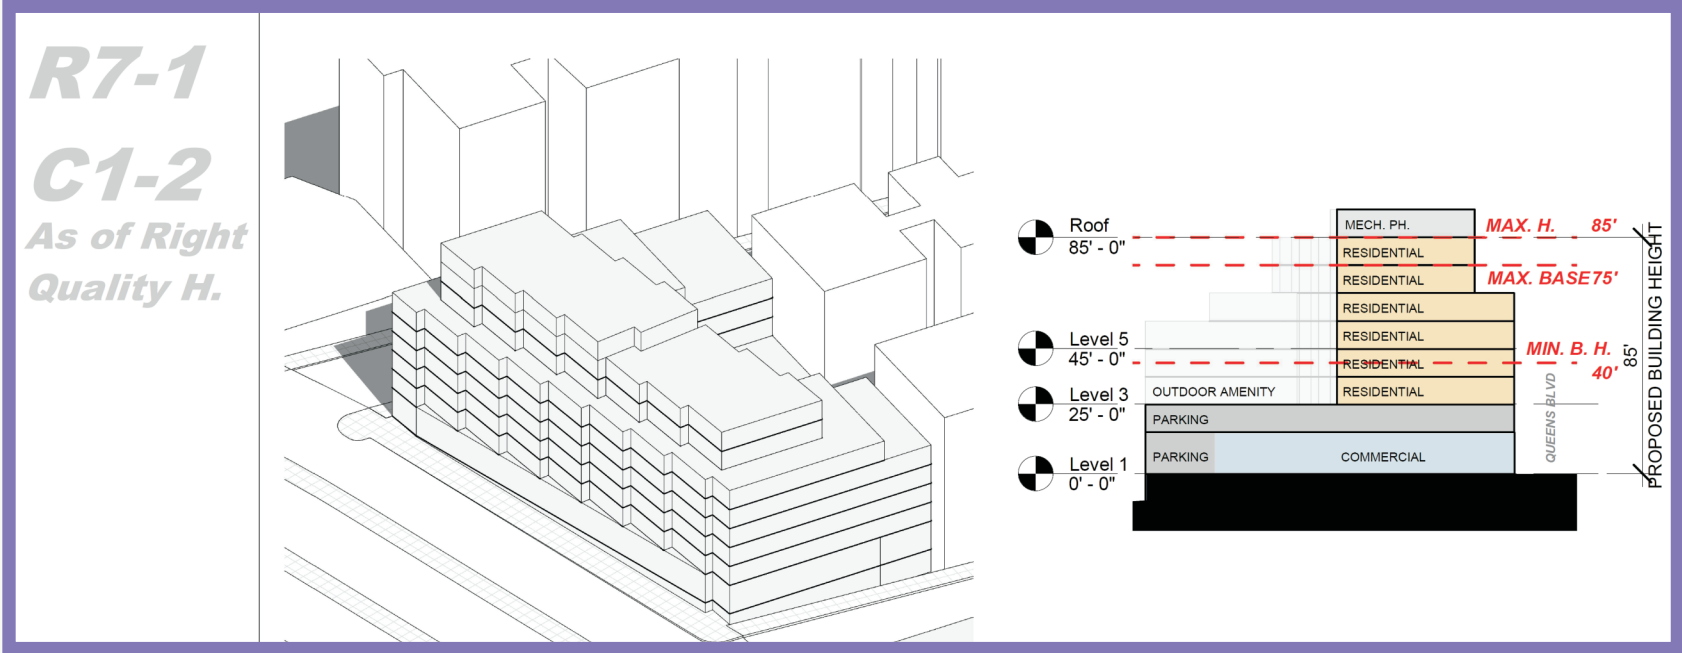 R7-1
C1-2
As of Right
Quality H.
Roof
85' - 0"
Level 5
45' - 0"
Level 3
25' - 0"
Level 1
0' - 0"
MECH. PH.
RESIDENTIAL
RESIDENTIAL
RESIDENTIAL
RESIDENTIAL
RESIDENTIAL
RESIDENTIAL
OUTDOOR AMENITY
PARKING
PARKING
COMMERCIAL
MAX. H. 85'
MAX. BASE 75'
MIN. B. H.
40'
QUEENS BLVD
85'
PROPOSED BUILDING HEIGHT